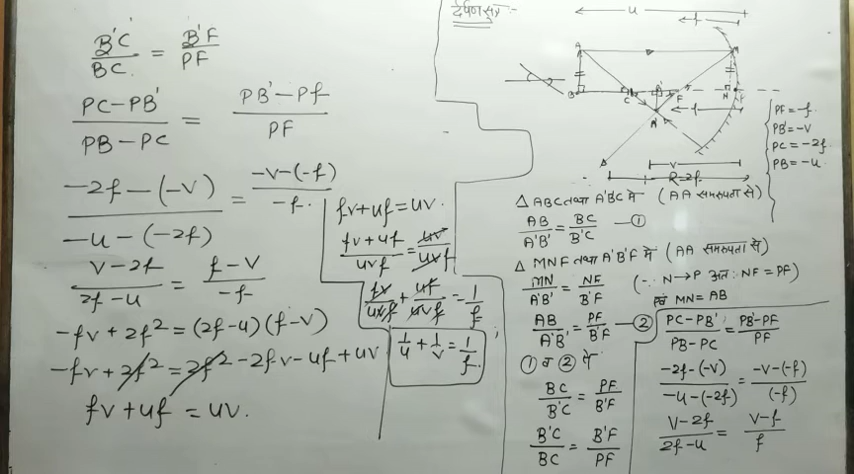 दर्पण सूत्र :-
u
f
A
M
B
C
B'
F
N
P
A'
f
v
R=2f
PF = -f
PB' = -v
PC = -2f
PB = -u
△ ABC तथा A'B'C में (AA समरूपता से)
AB/A'B' = BC/B'C —①
△ MNF तथा A'B'F में (AA समरूपता से)
MN/A'B' = NF/B'F (∵ N→P अतः NF = PF)
एवं MN = AB
AB/A'B' = PF/B'F —②
① व ② से
BC/B'C = PF/B'F
B'C/BC = B'F/PF
PC-PB'/PB-PC = PB'-PF/PF
-2f-(-v)/-u-(-2f) = -v-(-f)/(-f)
v-2f/2f-u = v-f/f
B'C/BC = B'F/PF
PC-PB'/PB-PC = PB'-Pf/PF
-2f-(-v)/-u-(-2f) = -v-(-f)/-f
v-2f/2f-u = f-v/-f
-fv+2f² = (2f-u)(f-v)
-fv+2f² = 2f²-2fv-uf+uv
fv+uf = uv.
fv+uf = uv.
fv+uf/uvf = uv/uvf
fv/uvf + uf/uvf = 1/f
1/u + 1/v = 1/f